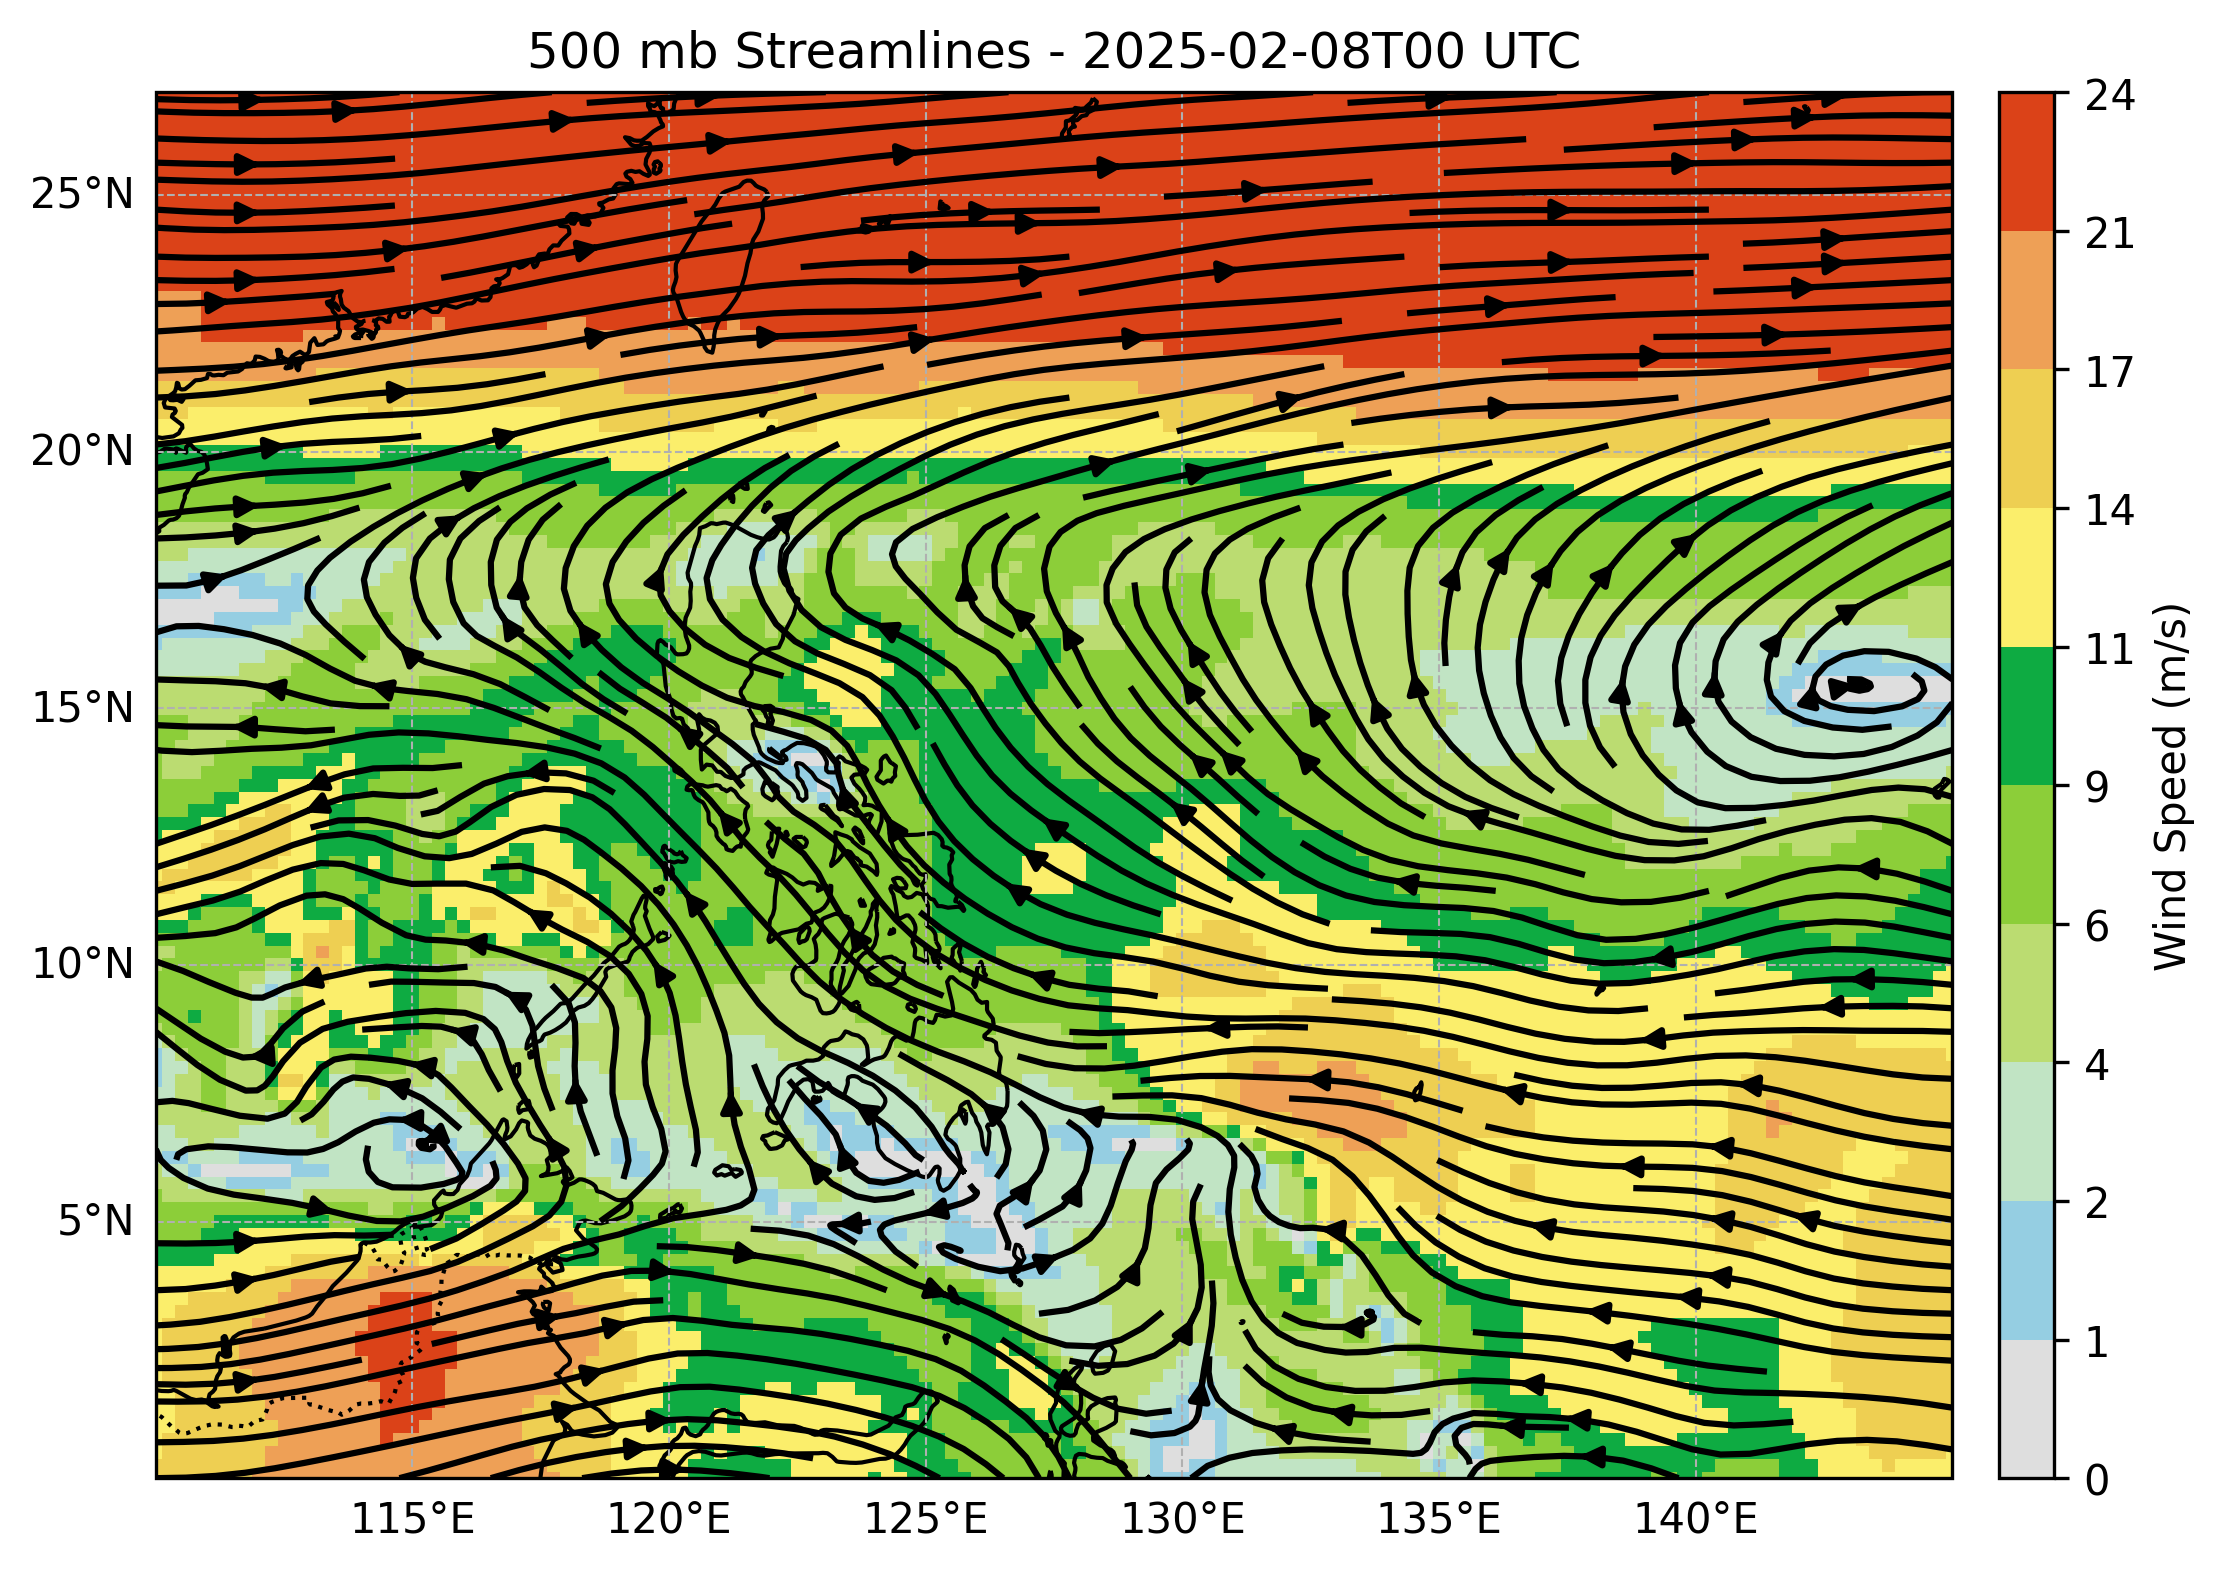 500 mb Streamlines - 2025-02-08T00 UTC
25°N
20°N
15°N
10°N
5°N
115°E
120°E
125°E
130°E
135°E
140°E
24
21
17
14
11
9
6
4
2
1
0
Wind Speed (m/s)